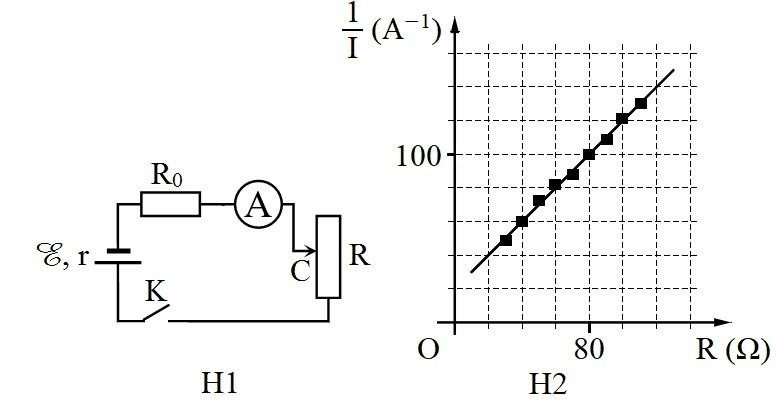 R₀
A
ℰ, r
C
R
K
H1
1/I (A⁻¹)
100
O
80
R (Ω)
H2